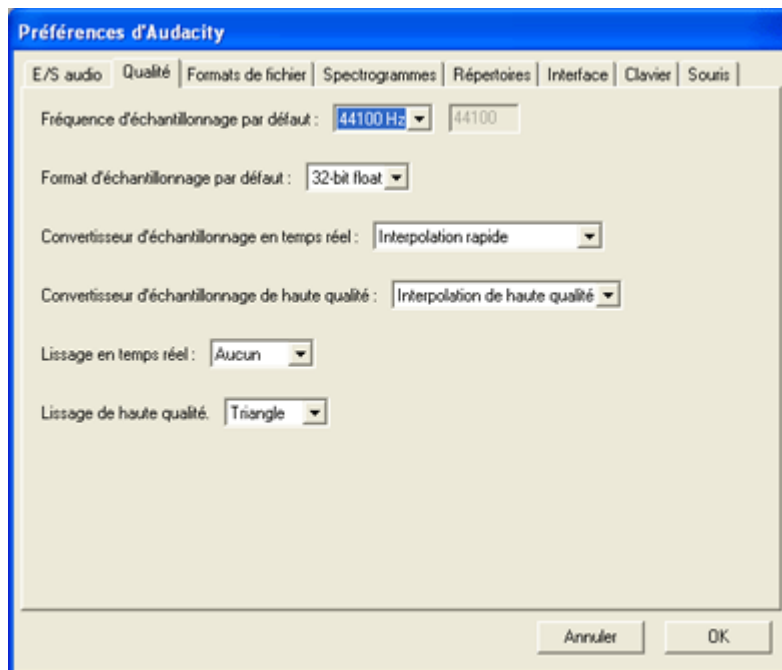 Préférences d'Audacity
E/S audio Qualité Formats de fichier Spectrogrammes Répertoires Interface Clavier Souris
Fréquence d'échantillonnage par défaut : 44100 Hz 44100
Format d'échantillonnage par défaut : 32-bit float
Convertisseur d'échantillonnage en temps réel : Interpolation rapide
Convertisseur d'échantillonnage de haute qualité : Interpolation de haute qualité
Lissage en temps réel : Aucun
Lissage de haute qualité. Triangle
Annuler OK